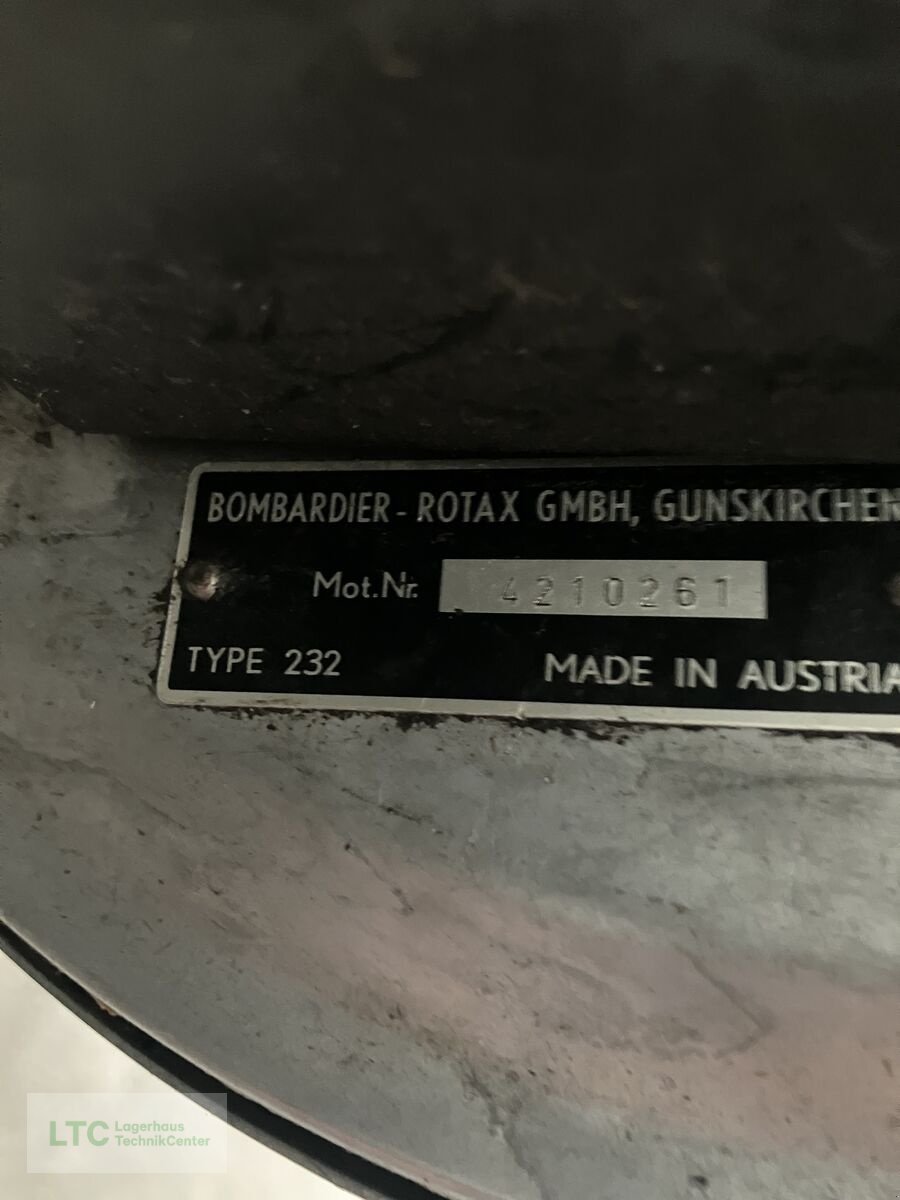 BOMBARDIER - ROTAX GMBH, GUNSKIRCHEN
Mot.Nr. 4210261
TYPE 232 MADE IN AUSTRIA
LTC Lagerhaus
TechnikCenter